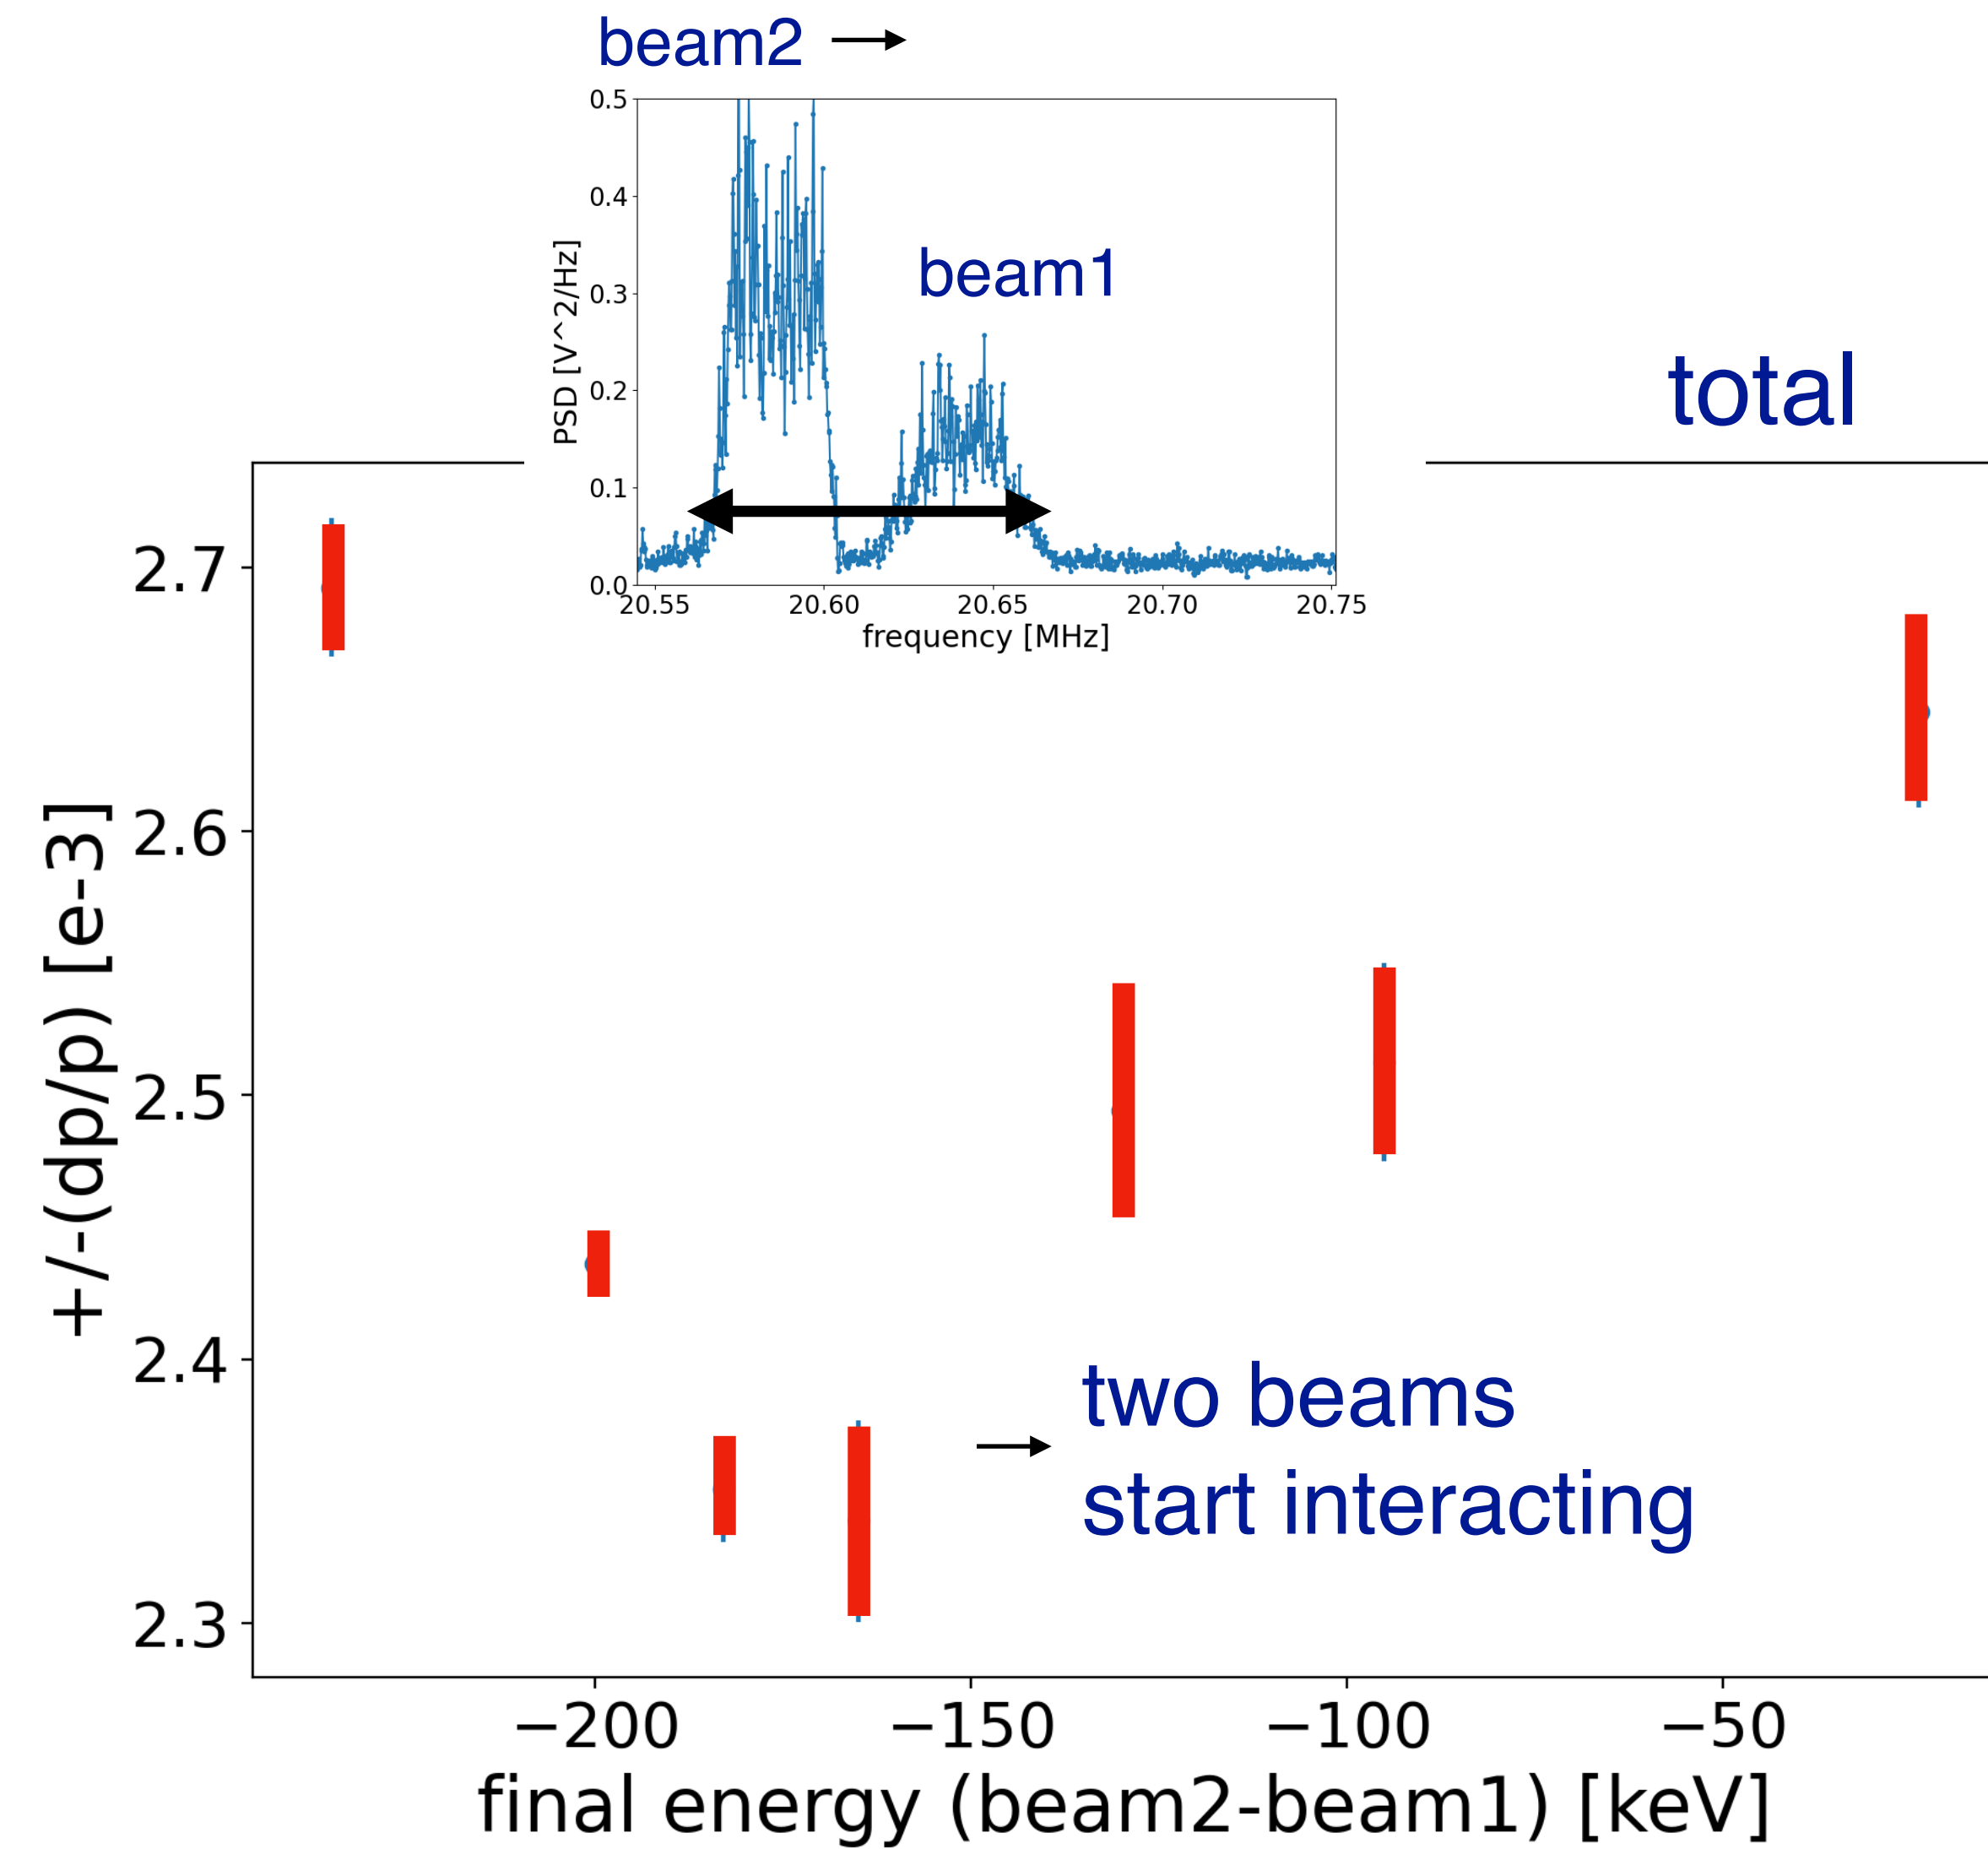 beam2
0.5
0.4
0.3
0.2
0.1
0.0
PSD [V^2/Hz]
beam1
20.55 20.60 20.65 20.70 20.75
frequency [MHz]
total
2.7
2.6
2.5
2.4
2.3
+/-(dp/p) [e-3]
two beams
start interacting
−200 −150 −100 −50
final energy (beam2-beam1) [keV]